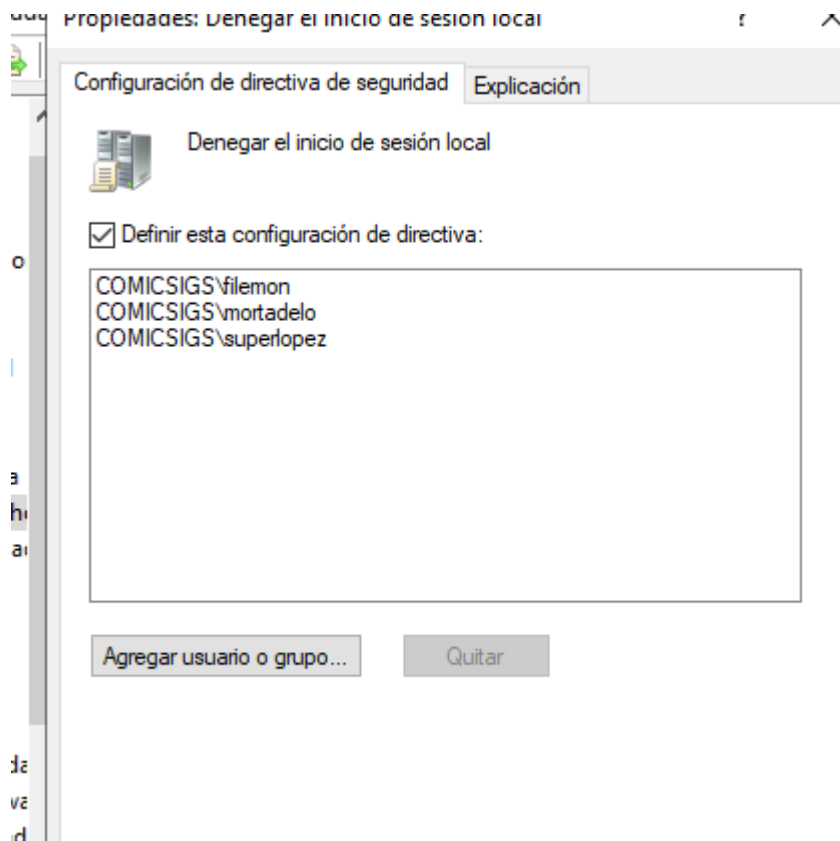 Propiedades: Denegar el inicio de sesión local ? X
Configuración de directiva de seguridad Explicación
Denegar el inicio de sesión local
Definir esta configuración de directiva:
COMICSIGS\filemon
COMICSIGS\mortadelo
COMICSIGS\superlopez
Agregar usuario o grupo... Quitar